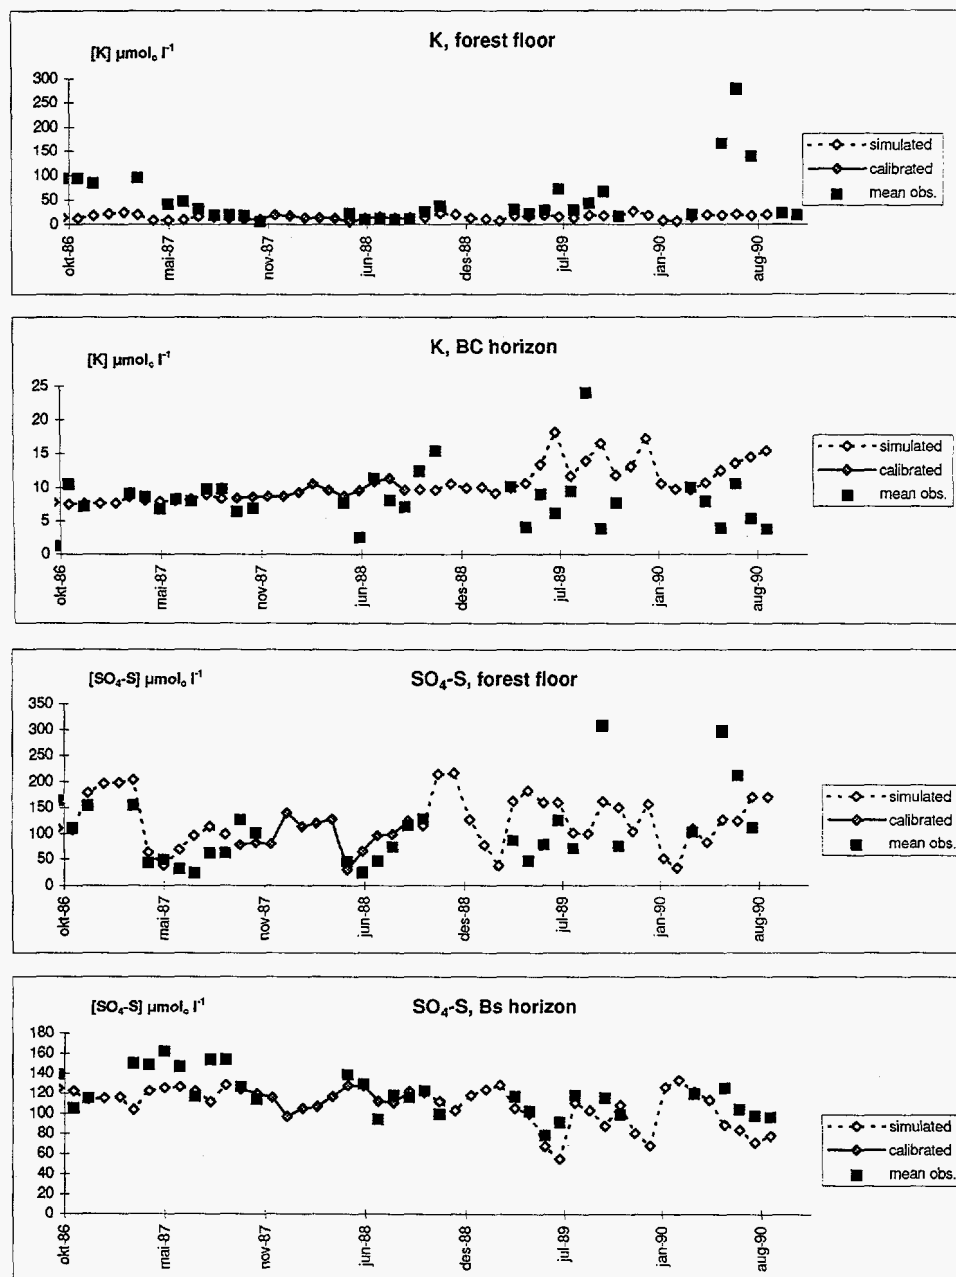 K, forest floor
[K] µmolc l-1
300
250
200
150
100
50
0
okt-86
mai-87
nov-87
jun-88
des-88
jul-89
jan-90
aug-90
simulated
calibrated
mean obs.
K, BC horizon
[K] µmolc l-1
25
20
15
10
5
0
okt-86
mai-87
nov-87
jun-88
des-88
jul-89
jan-90
aug-90
simulated
calibrated
mean obs.
[SO4-S] µmolc l-1
SO4-S, forest floor
350
300
250
200
150
100
50
0
okt-86
mai-87
nov-87
jun-88
des-88
jul-89
jan-90
aug-90
simulated
calibrated
mean obs.
[SO4-S] µmolc l-1
SO4-S, Bs horizon
180
160
140
120
100
80
60
40
20
0
okt-86
mai-87
nov-87
jun-88
des-88
jul-89
jan-90
aug-90
simulated
calibrated
mean obs.